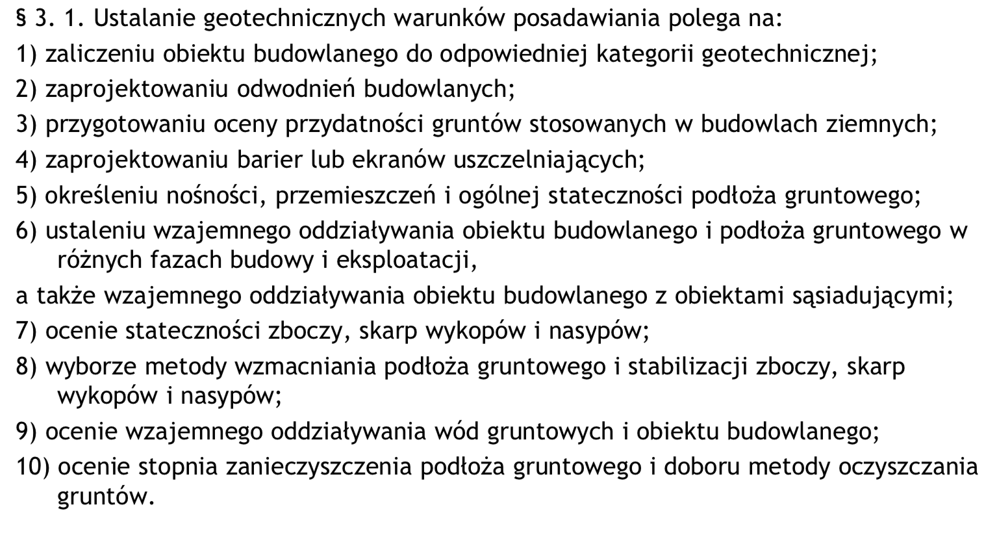 § 3. 1. Ustalanie geotechnicznych warunków posadawiania polega na:
1) zaliczeniu obiektu budowlanego do odpowiedniej kategorii geotechnicznej;
2) zaprojektowaniu odwodnień budowlanych;
3) przygotowaniu oceny przydatności gruntów stosowanych w budowlach ziemnych;
4) zaprojektowaniu barier lub ekranów uszczelniających;
5) określeniu nośności, przemieszczeń i ogólnej stateczności podłoża gruntowego;
6) ustaleniu wzajemnego oddziaływania obiektu budowlanego i podłoża gruntowego w
różnych fazach budowy i eksploatacji,
a także wzajemnego oddziaływania obiektu budowlanego z obiektami sąsiadującymi;
7) ocenie stateczności zboczy, skarp wykopów i nasypów;
8) wyborze metody wzmacniania podłoża gruntowego i stabilizacji zboczy, skarp
wykopów i nasypów;
9) ocenie wzajemnego oddziaływania wód gruntowych i obiektu budowlanego;
10) ocenie stopnia zanieczyszczenia podłoża gruntowego i doboru metody oczyszczania
gruntów.